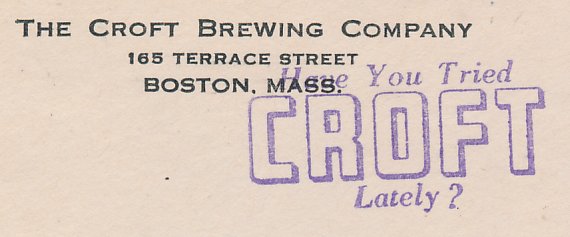 THE CROFT BREWING COMPANY
165 TERRACE STREET
BOSTON, MASS.
Have You Tried
CROFT
Lately?